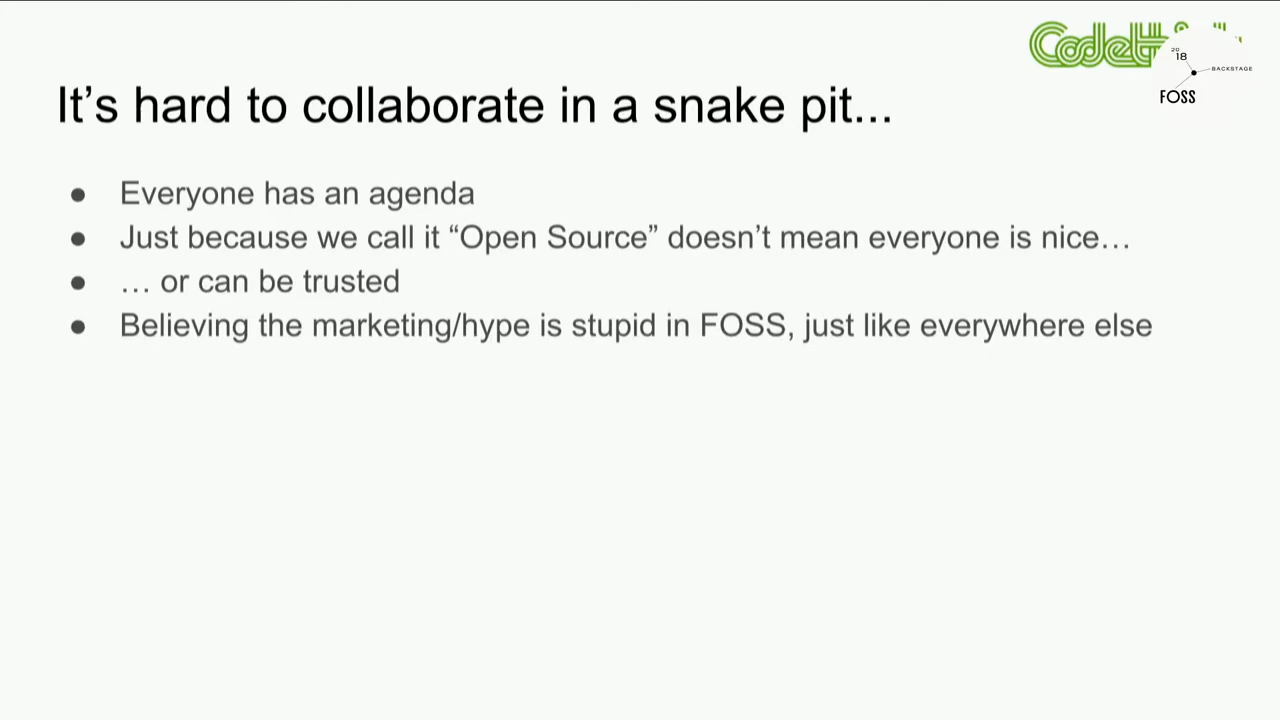 20
18
BACKSTAGE
FOSS
It’s hard to collaborate in a snake pit...
● Everyone has an agenda
● Just because we call it “Open Source” doesn’t mean everyone is nice…
● … or can be trusted
● Believing the marketing/hype is stupid in FOSS, just like everywhere else